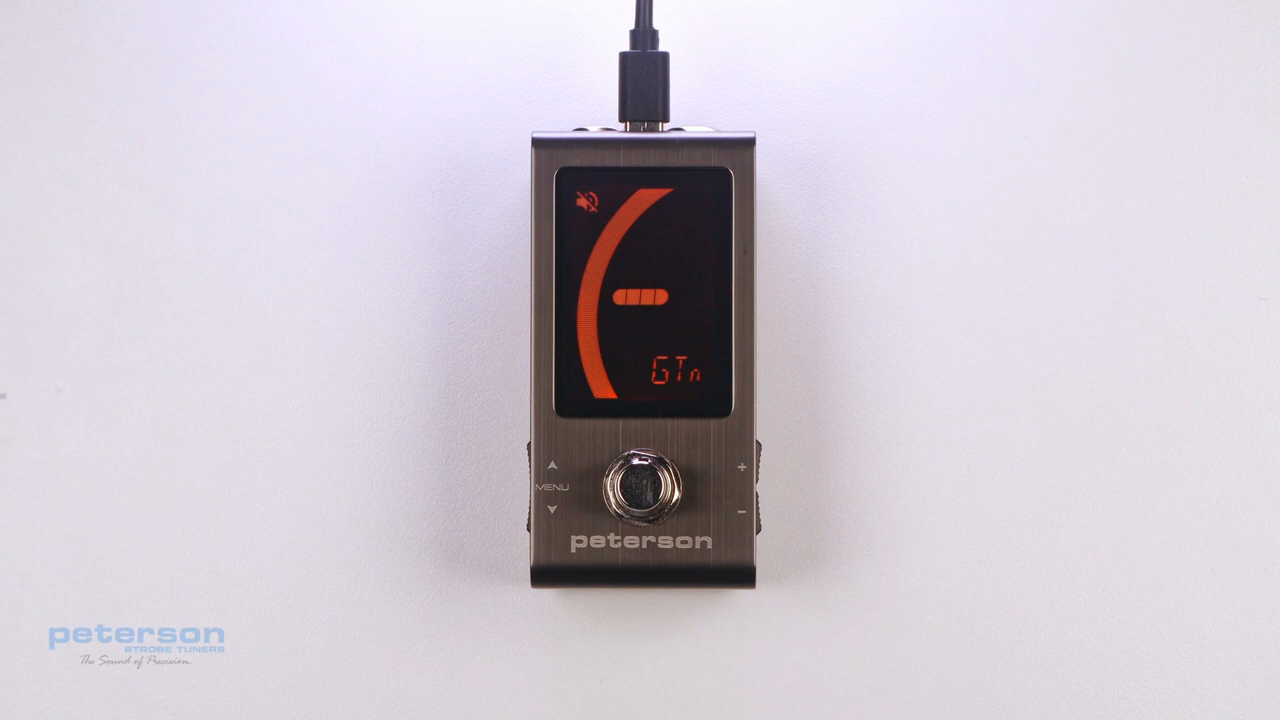 GTn
MENU
+
-
peterson
peterson
STROBE TUNERS
The Sound of Precision.